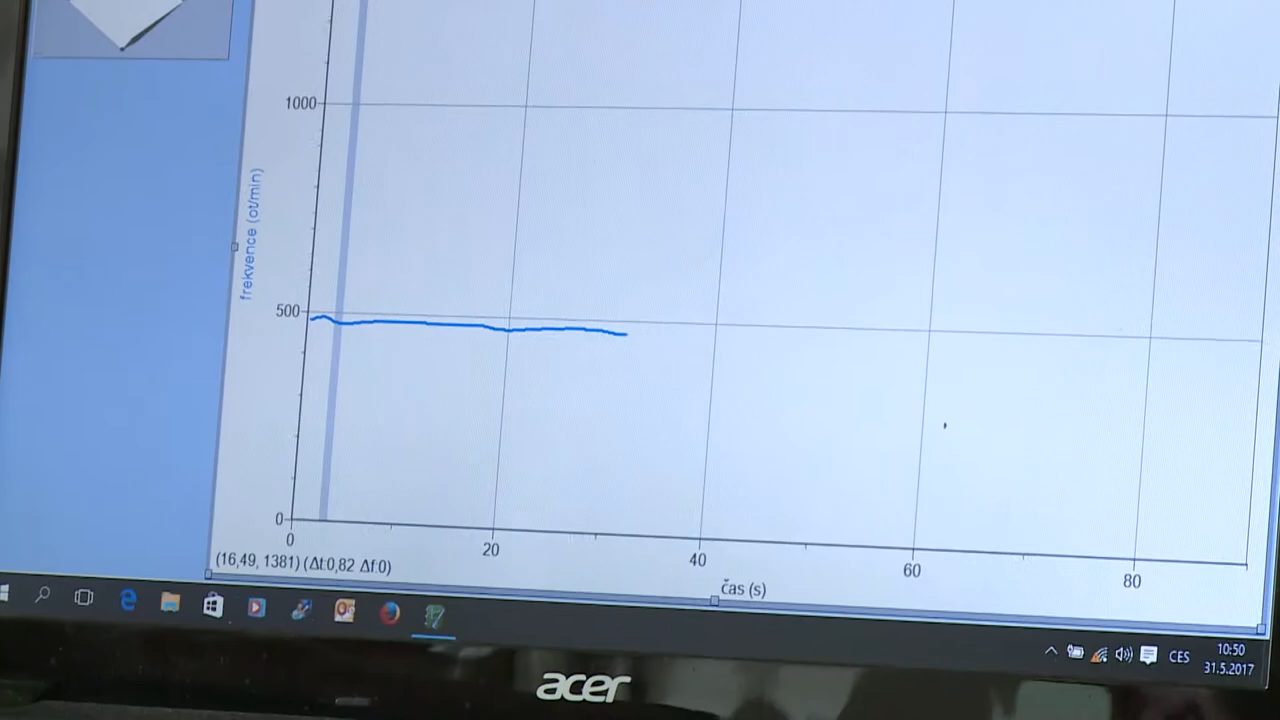 1000
frekvence (ot/min)
500
0
0
20
40
60
80
(16,49, 1381) (Δt:0,82 Δf:0)
čas (s)
CES
10:50
31.5.2017
acer